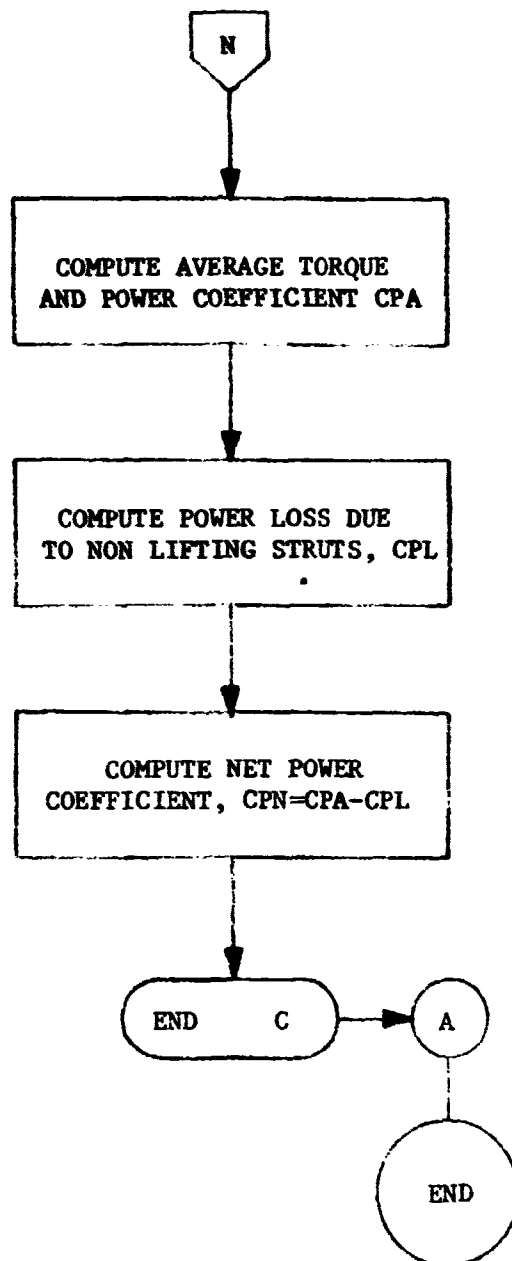 N
COMPUTE AVERAGE TORQUE
AND POWER COEFFICIENT CPA
COMPUTE POWER LOSS DUE
TO NON LIFTING STRUTS, CPL
COMPUTE NET POWER
COEFFICIENT, CPN=CPA-CPL
END C
A
END